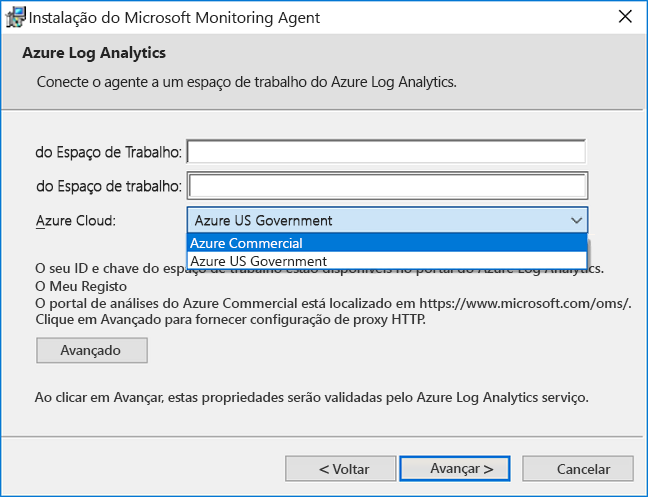 Instalação do Microsoft Monitoring Agent
Azure Log Analytics
Conecte o agente a um espaço de trabalho do Azure Log Analytics.
do Espaço de Trabalho:
do Espaço de trabalho:
Azure Cloud: Azure US Government
Azure Commercial
Azure US Government
O seu ID e chave do espaço de trabalho estão disponíveis no portal do Azure Log Analytics.
O Meu Registo
O portal de análises do Azure Commercial está localizado em https://www.microsoft.com/oms/.
Clique em Avançado para fornecer configuração de proxy HTTP.
Avançado
Ao clicar em Avançar, estas propriedades serão validadas pelo Azure Log Analytics serviço.
< Voltar Avançar > Cancelar